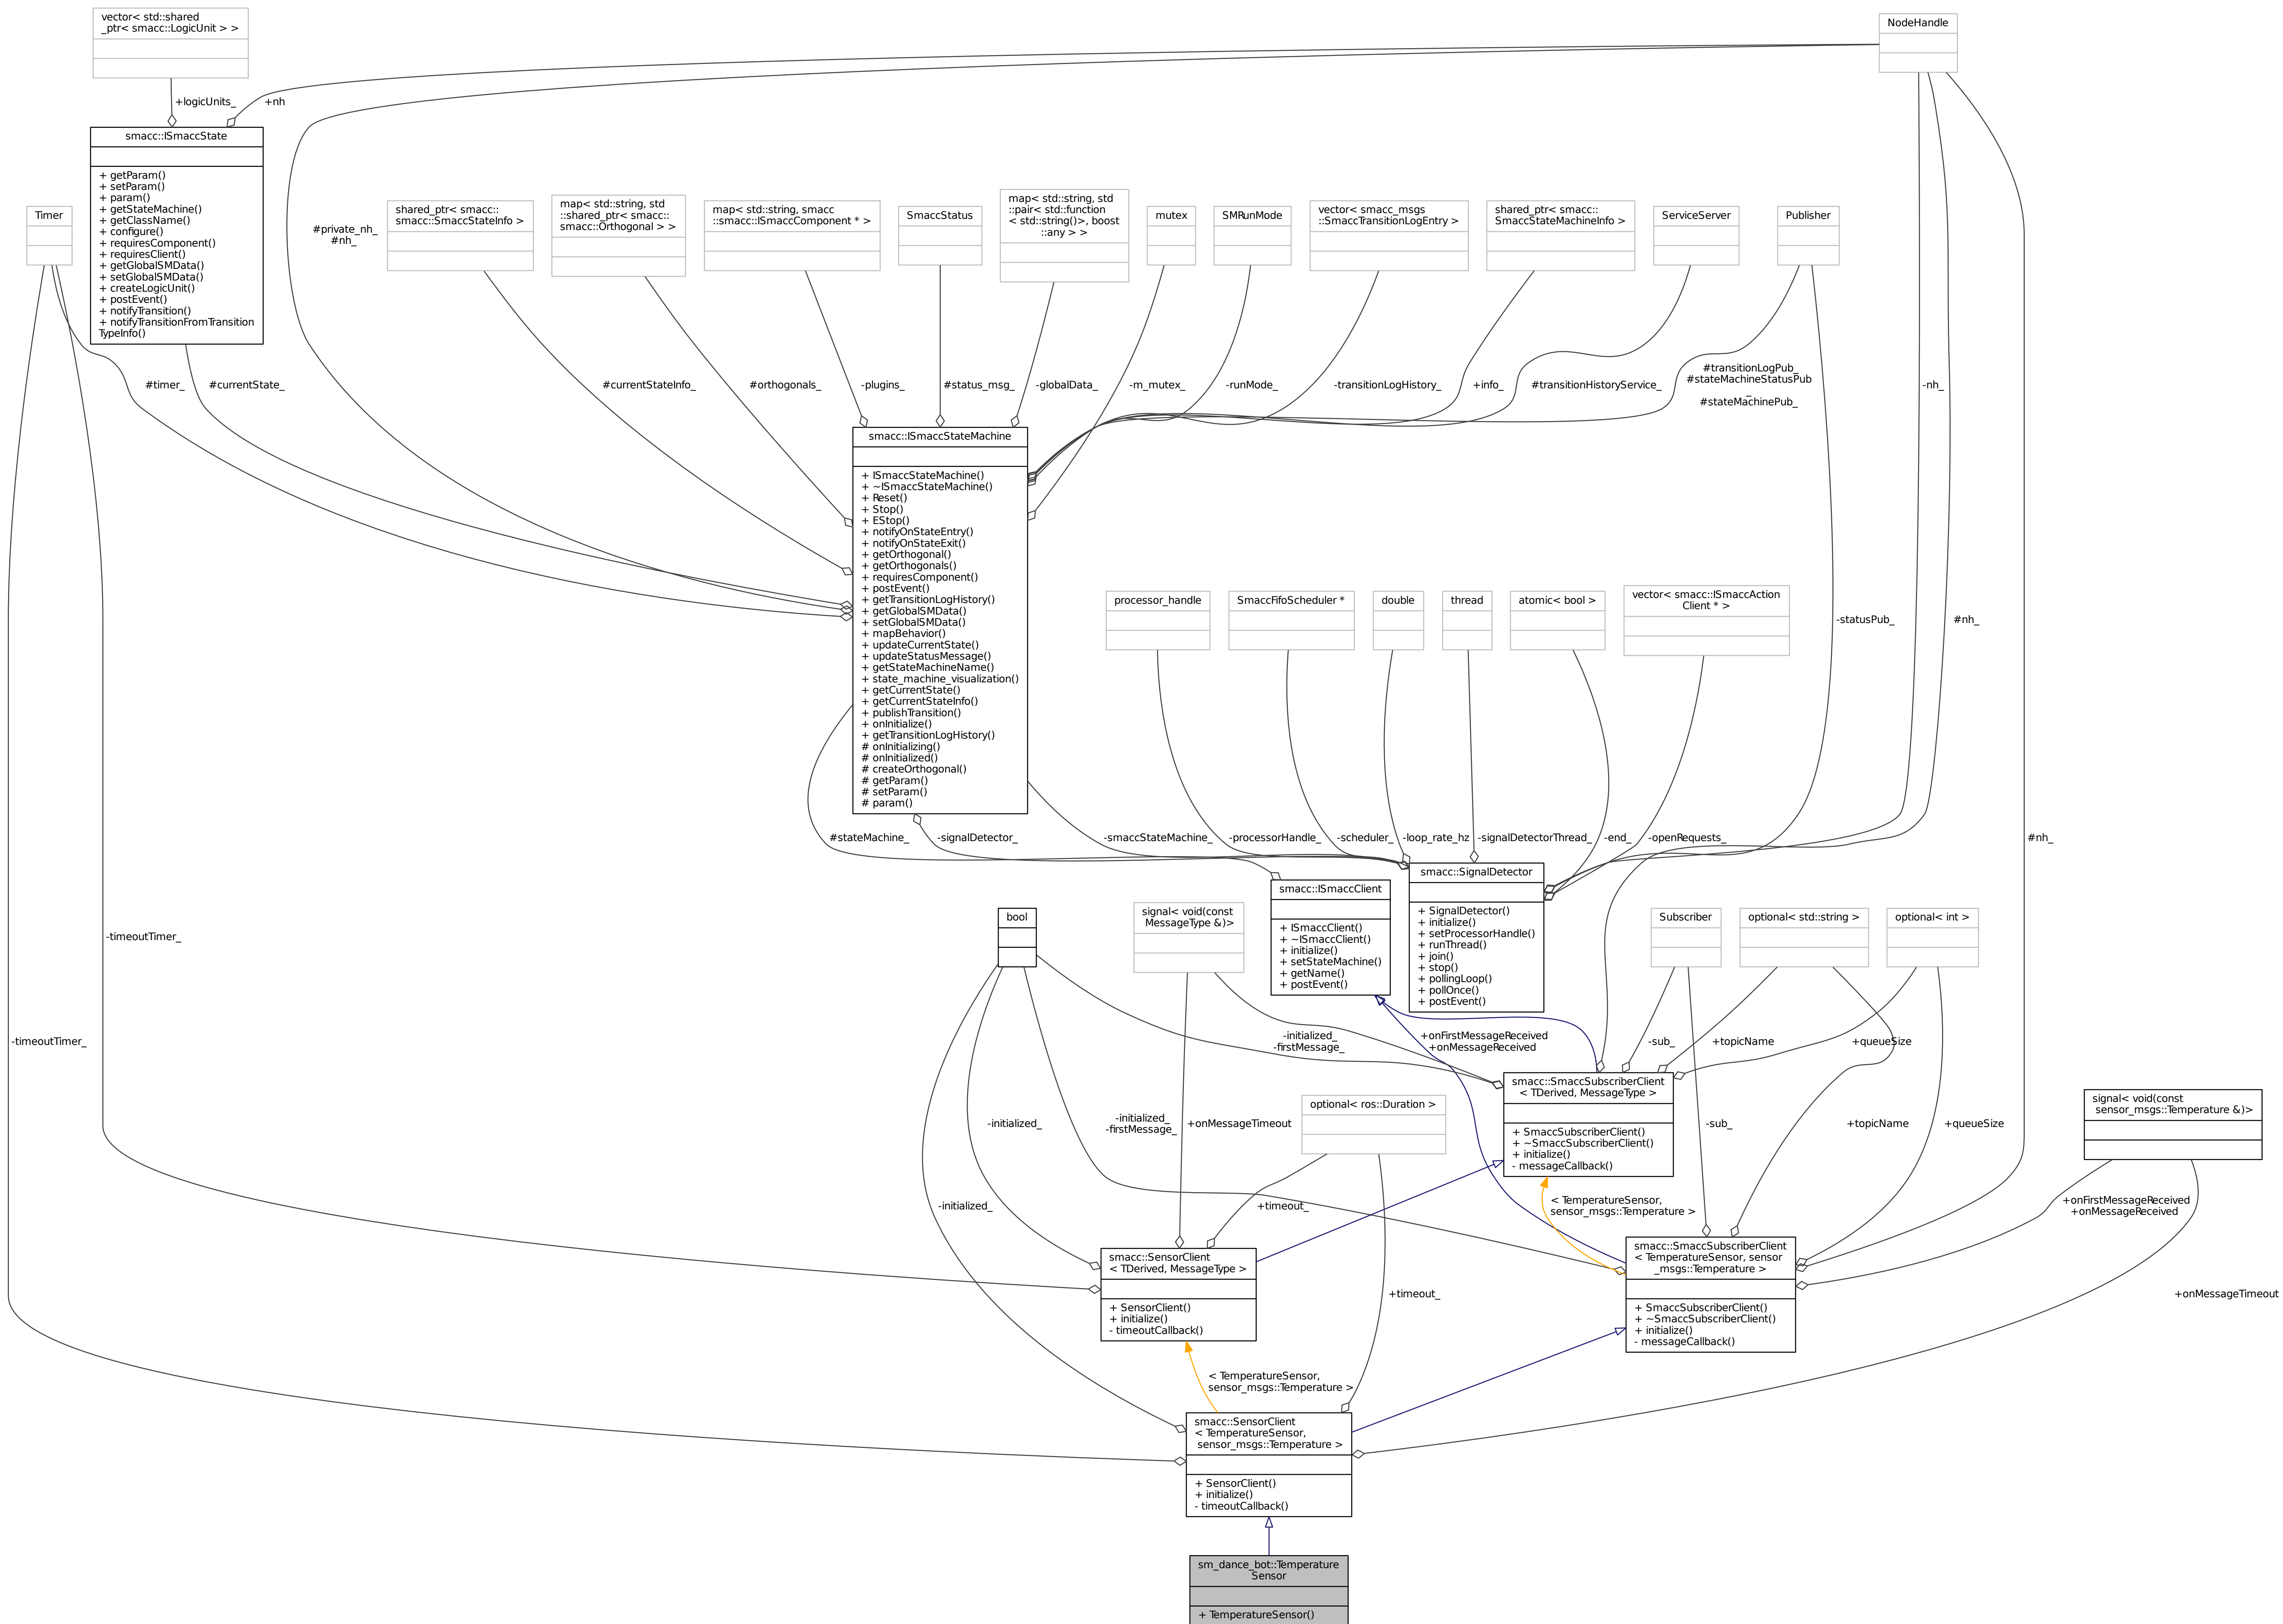 vector< std::shared
_ptr< smacc::LogicUnit > >
NodeHandle
+logicUnits_
+nh
smacc::ISmaccState
+ getParam()
+ setParam()
+ param()
+ getStateMachine()
+ getClassName()
+ configure()
+ requiresComponent()
+ requiresClient()
+ getGlobalSMData()
+ setGlobalSMData()
+ createLogicUnit()
+ postEvent()
+ notifyTransition()
+ notifyTransitionFromTransition
TypeInfo()
Timer
#private_nh_
#nh_
shared_ptr< smacc::
smacc::SmaccStateInfo >
map< std::string, std
::shared_ptr< smacc::
smacc::Orthogonal > >
map< std::string, smacc
::smacc::ISmaccComponent * >
SmaccStatus
map< std::string, std
::pair< std::function
< std::string()>, boost
::any > >
mutex
SMRunMode
vector< smacc_msgs
::SmaccTransitionLogEntry >
shared_ptr< smacc::
SmaccStateMachineInfo >
ServiceServer
Publisher
#timer_
#currentState_
#currentStateInfo_
#orthogonals_
-plugins_
#status_msg_
-globalData_
-m_mutex_
-runMode_
-transitionLogHistory_
+info_
#transitionHistoryService_
#transitionLogPub_
#stateMachineStatusPub
_
#stateMachinePub_
-nh_
smacc::ISmaccStateMachine
+ ISmaccStateMachine()
+ ~ISmaccStateMachine()
+ Reset()
+ Stop()
+ EStop()
+ notifyOnStateEntry()
+ notifyOnStateExit()
+ getOrthogonal()
+ getOrthogonals()
+ requiresComponent()
+ postEvent()
+ getTransitionLogHistory()
+ getGlobalSMData()
+ setGlobalSMData()
+ mapBehavior()
+ updateCurrentState()
+ updateStatusMessage()
+ getStateMachineName()
+ state_machine_visualization()
+ getCurrentState()
+ getCurrentStateInfo()
+ publishTransition()
+ onInitialize()
+ getTransitionLogHistory()
# onInitializing()
# onInitialized()
# createOrthogonal()
# getParam()
# setParam()
# param()
processor_handle
SmaccFifoScheduler *
double
thread
atomic< bool >
vector< smacc::ISmaccAction
Client * >
-statusPub_
#nh_
#stateMachine_
-signalDetector_
-smaccStateMachine_
-processorHandle_
-scheduler_
-loop_rate_hz
-signalDetectorThread_
-end_
-openRequests_
#nh_
smacc::ISmaccClient
+ ISmaccClient()
+ ~ISmaccClient()
+ initialize()
+ setStateMachine()
+ getName()
+ postEvent()
smacc::SignalDetector
+ SignalDetector()
+ initialize()
+ setProcessorHandle()
+ runThread()
+ join()
+ stop()
+ pollingLoop()
+ pollOnce()
+ postEvent()
-timeoutTimer_
bool
signal< void(const
MessageType &)>
Subscriber
optional< std::string >
optional< int >
-timeoutTimer_
-initialized_
-firstMessage_
+onFirstMessageReceived
+onMessageReceived
-sub_
+topicName
+queueSize
smacc::SmaccSubscriberClient
< TDerived, MessageType >
+ SmaccSubscriberClient()
+ ~SmaccSubscriberClient()
+ initialize()
- messageCallback()
optional< ros::Duration >
signal< void(const
sensor_msgs::Temperature &)>
-initialized_
-initialized_
-firstMessage_
+onMessageTimeout
-sub_
+topicName
+queueSize
-initialized_
+timeout_
< TemperatureSensor,
sensor_msgs::Temperature >
+onFirstMessageReceived
+onMessageReceived
smacc::SensorClient
< TDerived, MessageType >
+ SensorClient()
+ initialize()
- timeoutCallback()
smacc::SmaccSubscriberClient
< TemperatureSensor, sensor
_msgs::Temperature >
+ SmaccSubscriberClient()
+ ~SmaccSubscriberClient()
+ initialize()
- messageCallback()
+timeout_
+onMessageTimeout
< TemperatureSensor,
sensor_msgs::Temperature >
smacc::SensorClient
< TemperatureSensor,
sensor_msgs::Temperature >
+ SensorClient()
+ initialize()
- timeoutCallback()
sm_dance_bot::Temperature
Sensor
+ TemperatureSensor()